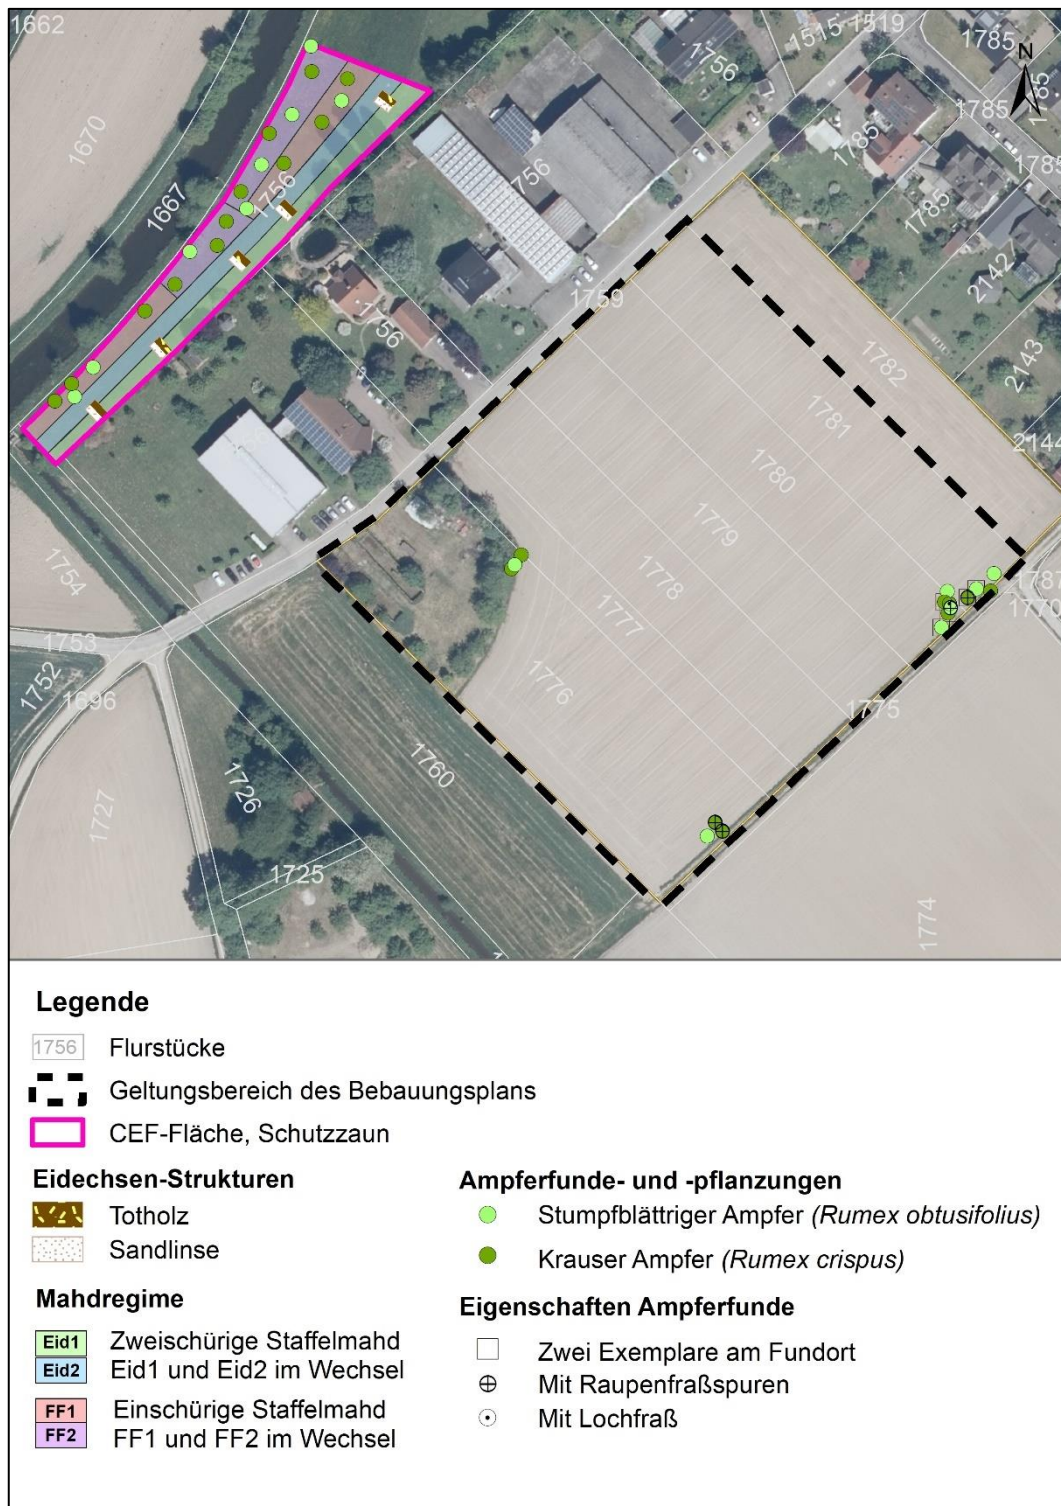 1662
1670
1667
1756
1756
1756
1756
1515
1519
1785
1785
1785
1785
1785
1785
N
2142
2143
2144
1759
1782
1781
1780
1779
1778
1777
1776
1775
1774
1787
1754
1753
1752
1696
1727
1726
1725
1760
Legende
1756 Flurstücke
Geltungsbereich des Bebauungsplans
CEF-Fläche, Schutzzaun
Eidechsen-Strukturen
Totholz
Sandlinse
Mahdregime
Eid1 Zweischürige Staffelmahd
Eid2 Eid1 und Eid2 im Wechsel
FF1 Einschürige Staffelmahd
FF2 FF1 und FF2 im Wechsel
Ampferfunde- und -pflanzungen
Stumpfblättriger Ampfer (Rumex obtusifolius)
Krauser Ampfer (Rumex crispus)
Eigenschaften Ampferfunde
Zwei Exemplare am Fundort
Mit Raupenfraßspuren
Mit Lochfraß